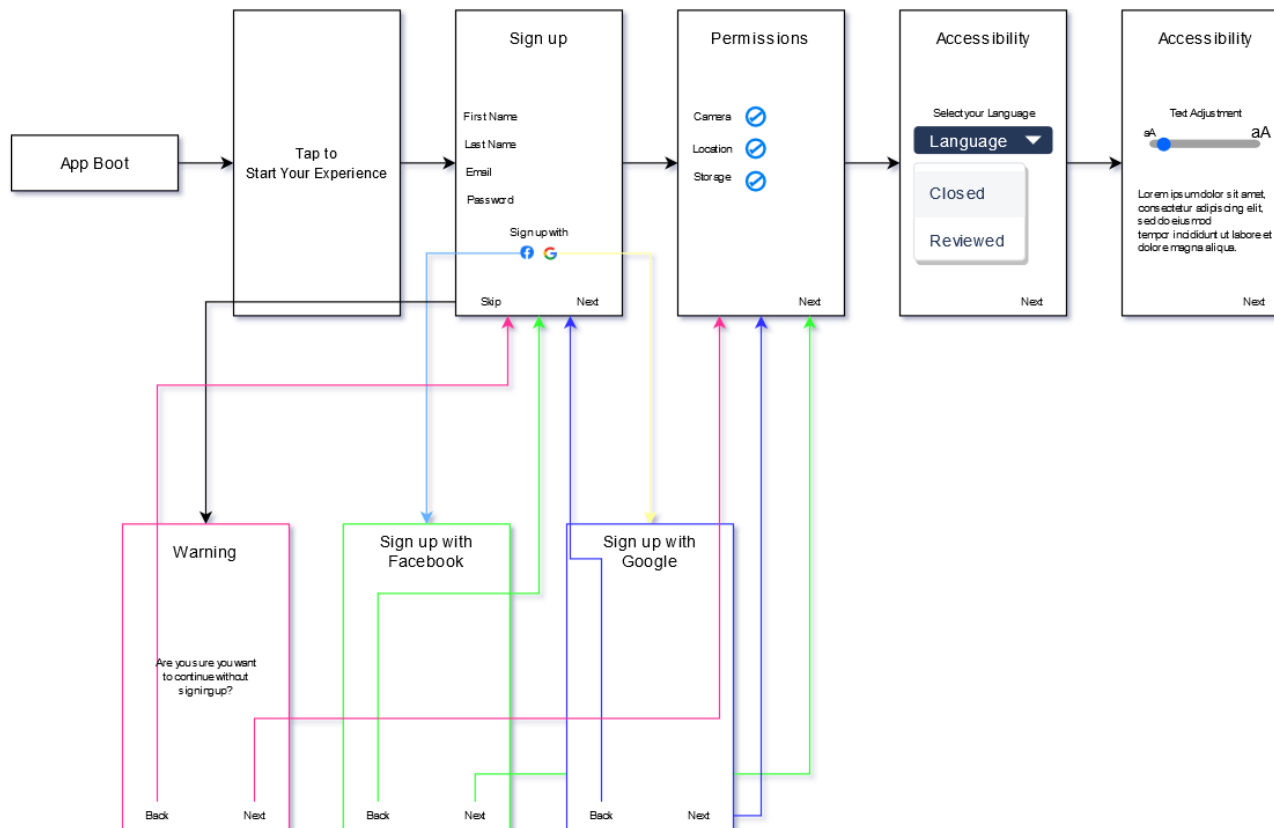 App Boot
Tap to
Start Your Experience
Sign up
First Name
Last Name
Email
Password
Sign up with
Skip
Next
Permissions
Camera
Location
Storage
Next
Accessibility
Select your Language
Language
Closed
Reviewed
Next
Accessibility
Text Adjustment
aA
aA
Lorem ipsum dolor sit amet,
consectetur adipiscing elit,
sed do eiusmod
tempor incididunt ut labore et
dolore magna aliqua.
Next
Warning
Are you sure you want
to continue without
signing up?
Back
Next
Sign up with
Facebook
Back
Next
Sign up with
Google
Back
Next